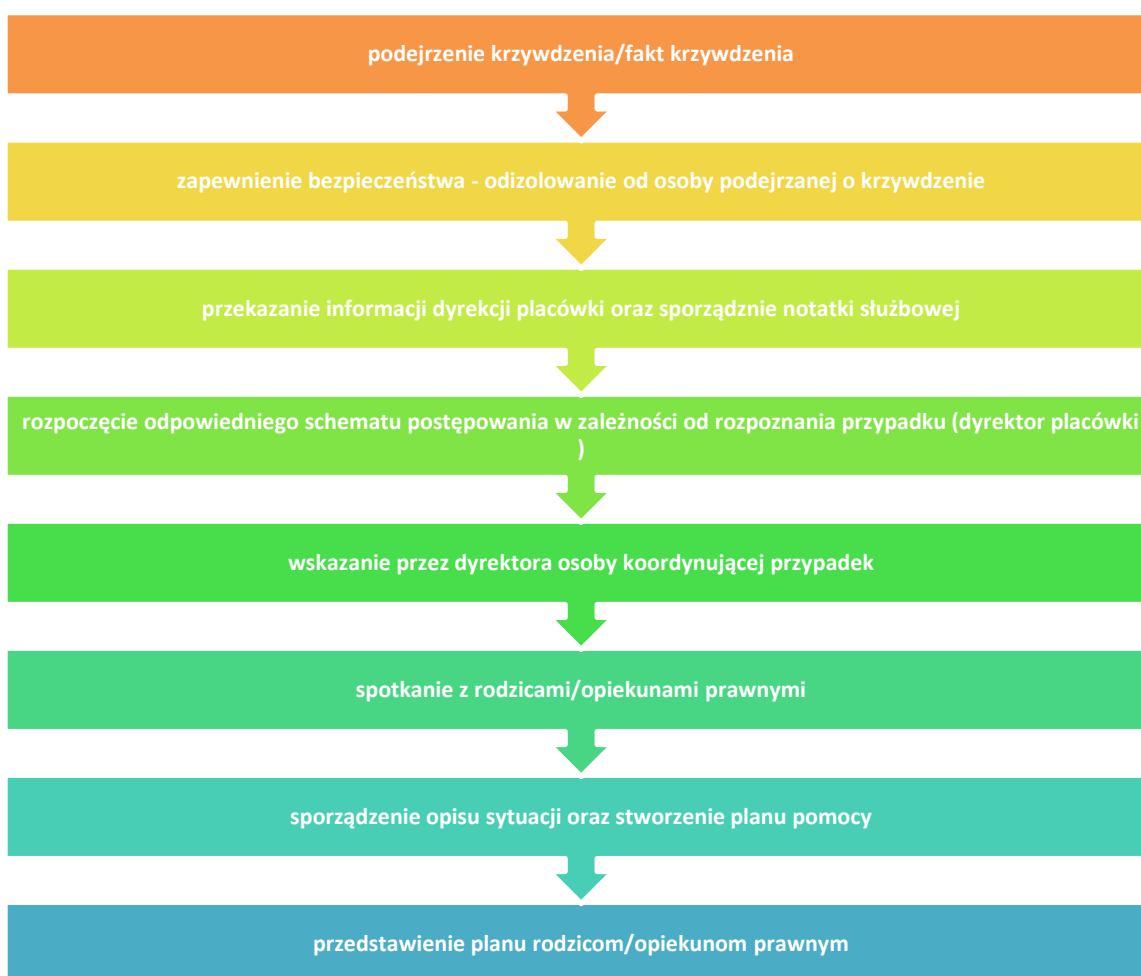 podejrzenie krzywdzenia/fakt krzywdzenia
zapewnienie bezpieczeństwa - odizolowanie od osoby podejrzanej o krzywdzenie
przekazanie informacji dyrekcji placówki oraz sporządznie notatki służbowej
rozpoczęcie odpowiedniego schematu postępowania w zależności od rozpoznania przypadku (dyrektor placówki
)
wskazanie przez dyrektora osoby koordynującej przypadek
spotkanie z rodzicami/opiekunami prawnymi
sporządzenie opisu sytuacji oraz stworzenie planu pomocy
przedstawienie planu rodzicom/opiekunom prawnym